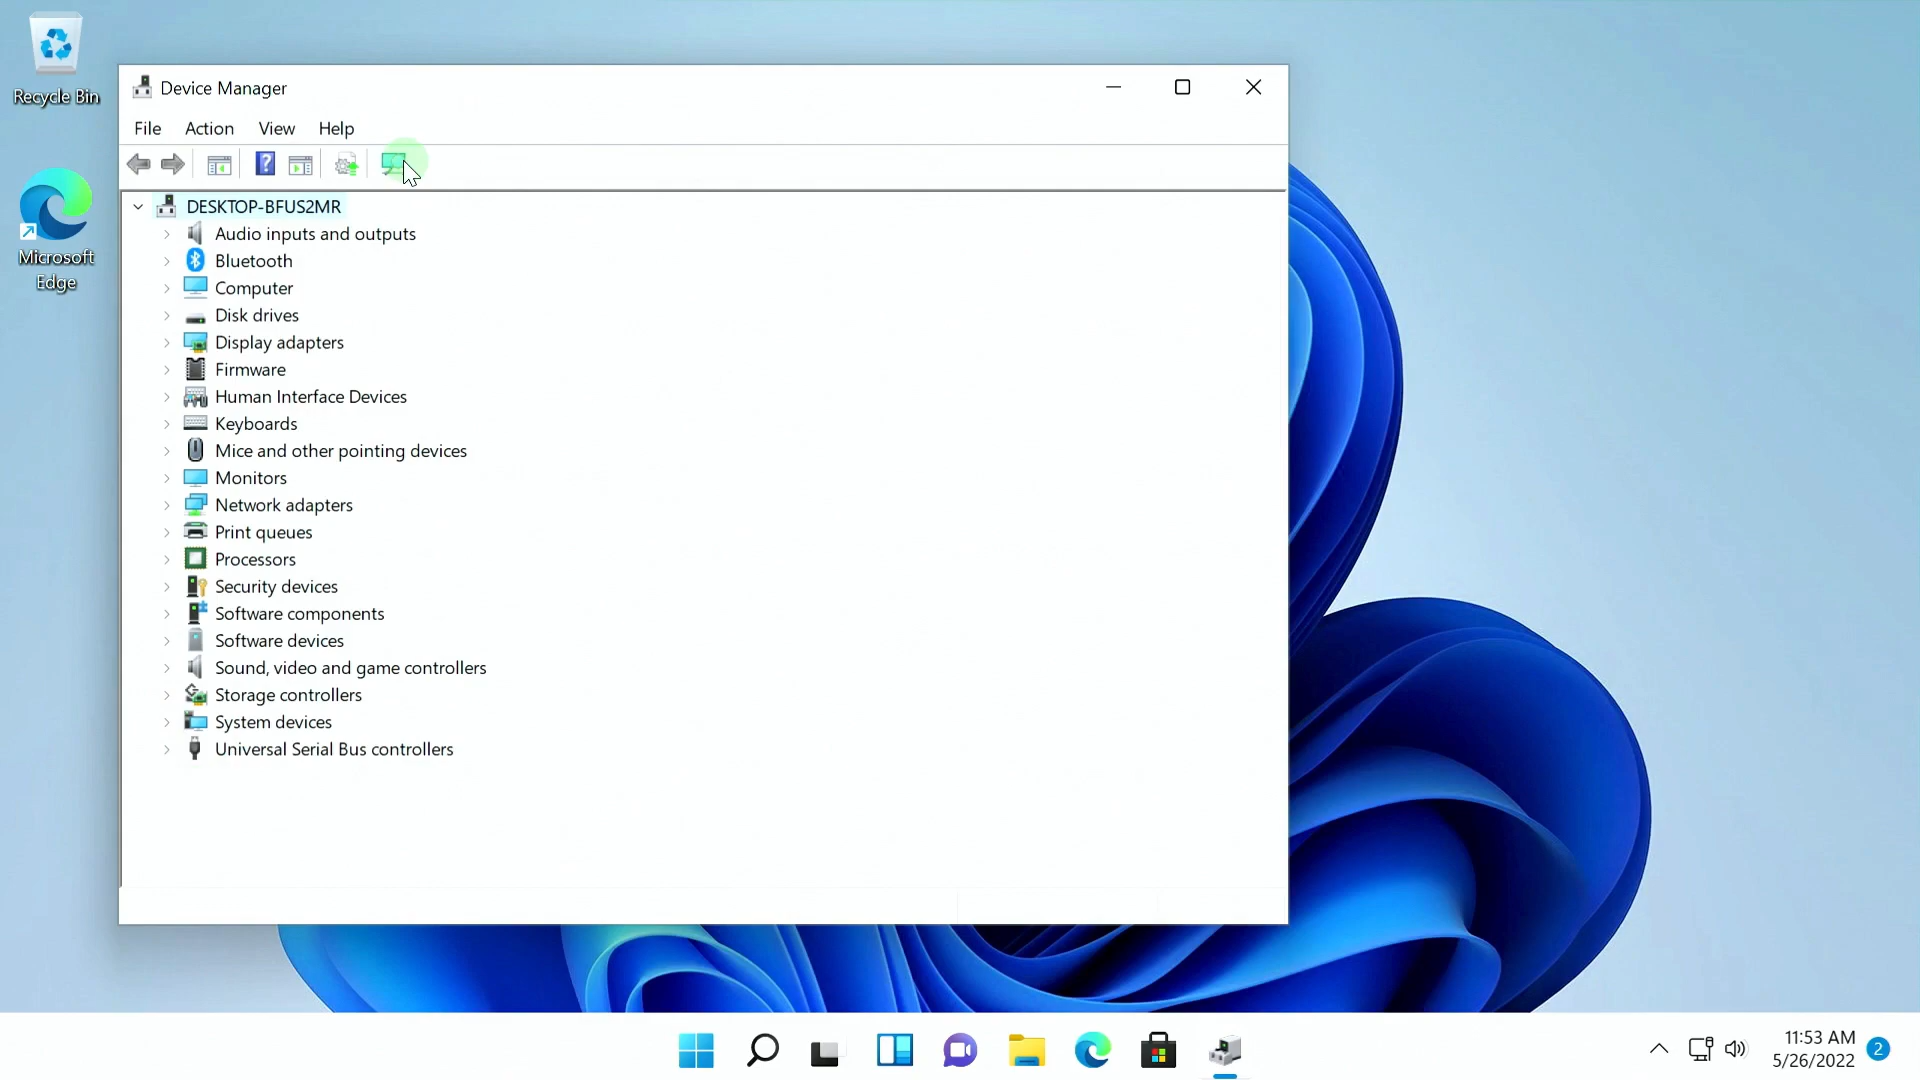 Recycle Bin
Microsoft
Edge
Device Manager
File Action View Help
DESKTOP-BFUS2MR
Audio inputs and outputs
Bluetooth
Computer
Disk drives
Display adapters
Firmware
Human Interface Devices
Keyboards
Mice and other pointing devices
Monitors
Network adapters
Print queues
Processors
Security devices
Software components
Software devices
Sound, video and game controllers
Storage controllers
System devices
Universal Serial Bus controllers
11:53 AM
5/26/2022
2